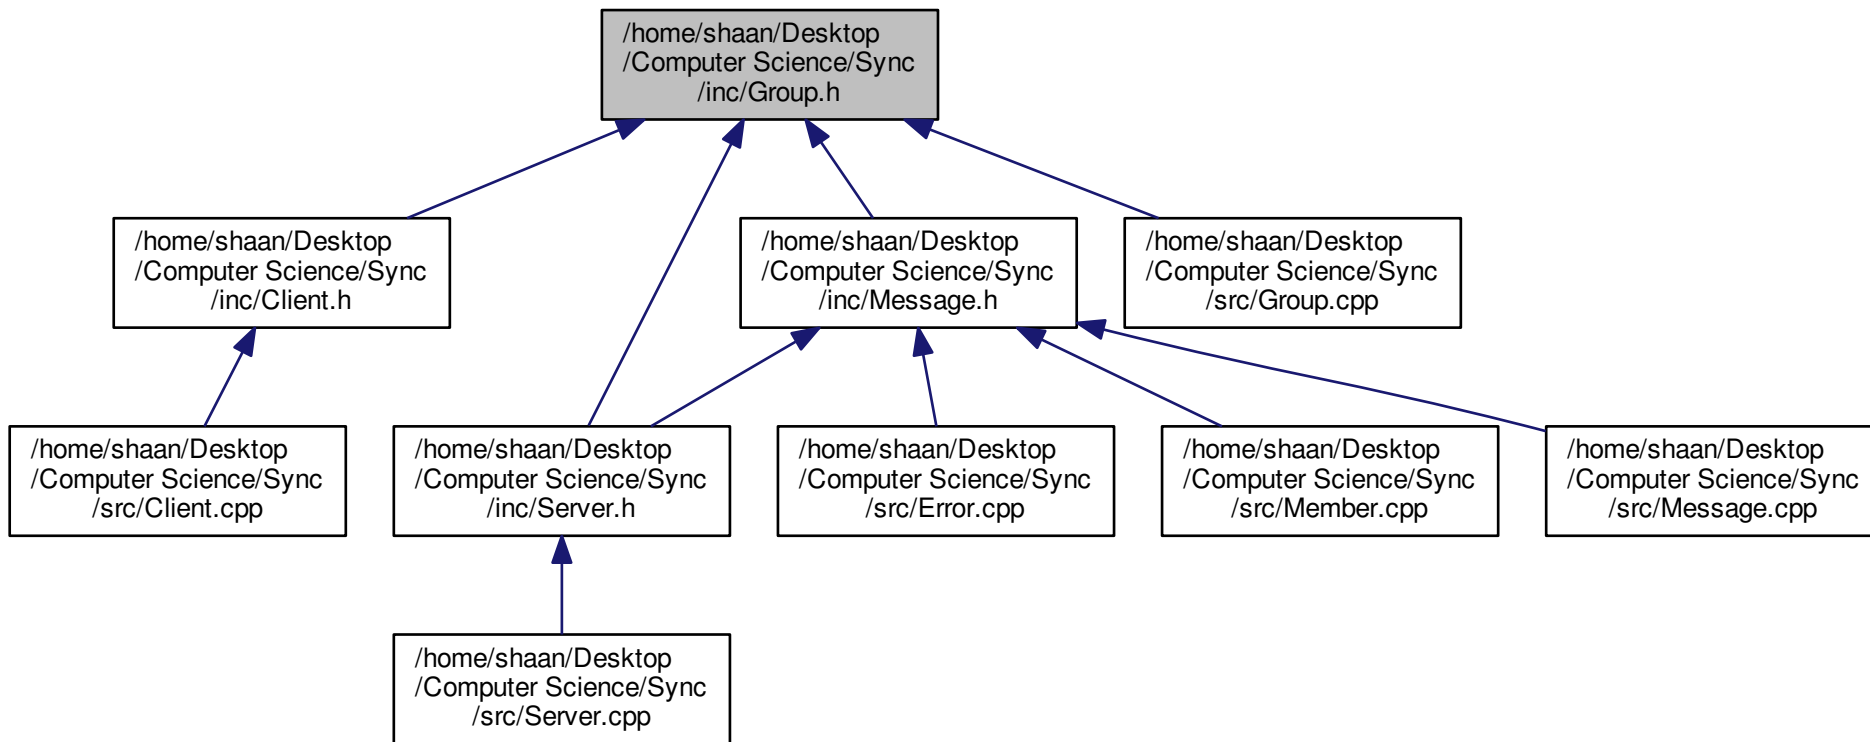 /home/shaan/Desktop
/Computer Science/Sync
/inc/Group.h
/home/shaan/Desktop
/Computer Science/Sync
/inc/Client.h
/home/shaan/Desktop
/Computer Science/Sync
/inc/Message.h
/home/shaan/Desktop
/Computer Science/Sync
/src/Group.cpp
/home/shaan/Desktop
/Computer Science/Sync
/src/Client.cpp
/home/shaan/Desktop
/Computer Science/Sync
/inc/Server.h
/home/shaan/Desktop
/Computer Science/Sync
/src/Error.cpp
/home/shaan/Desktop
/Computer Science/Sync
/src/Member.cpp
/home/shaan/Desktop
/Computer Science/Sync
/src/Message.cpp
/home/shaan/Desktop
/Computer Science/Sync
/src/Server.cpp